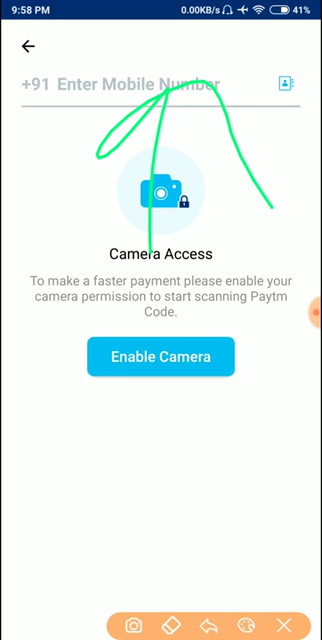 9:58 PM 0.00KB/s 41%
+91 Enter Mobile Number
Camera Access
To make a faster payment please enable your
camera permission to start scanning Paytm
Code.
Enable Camera